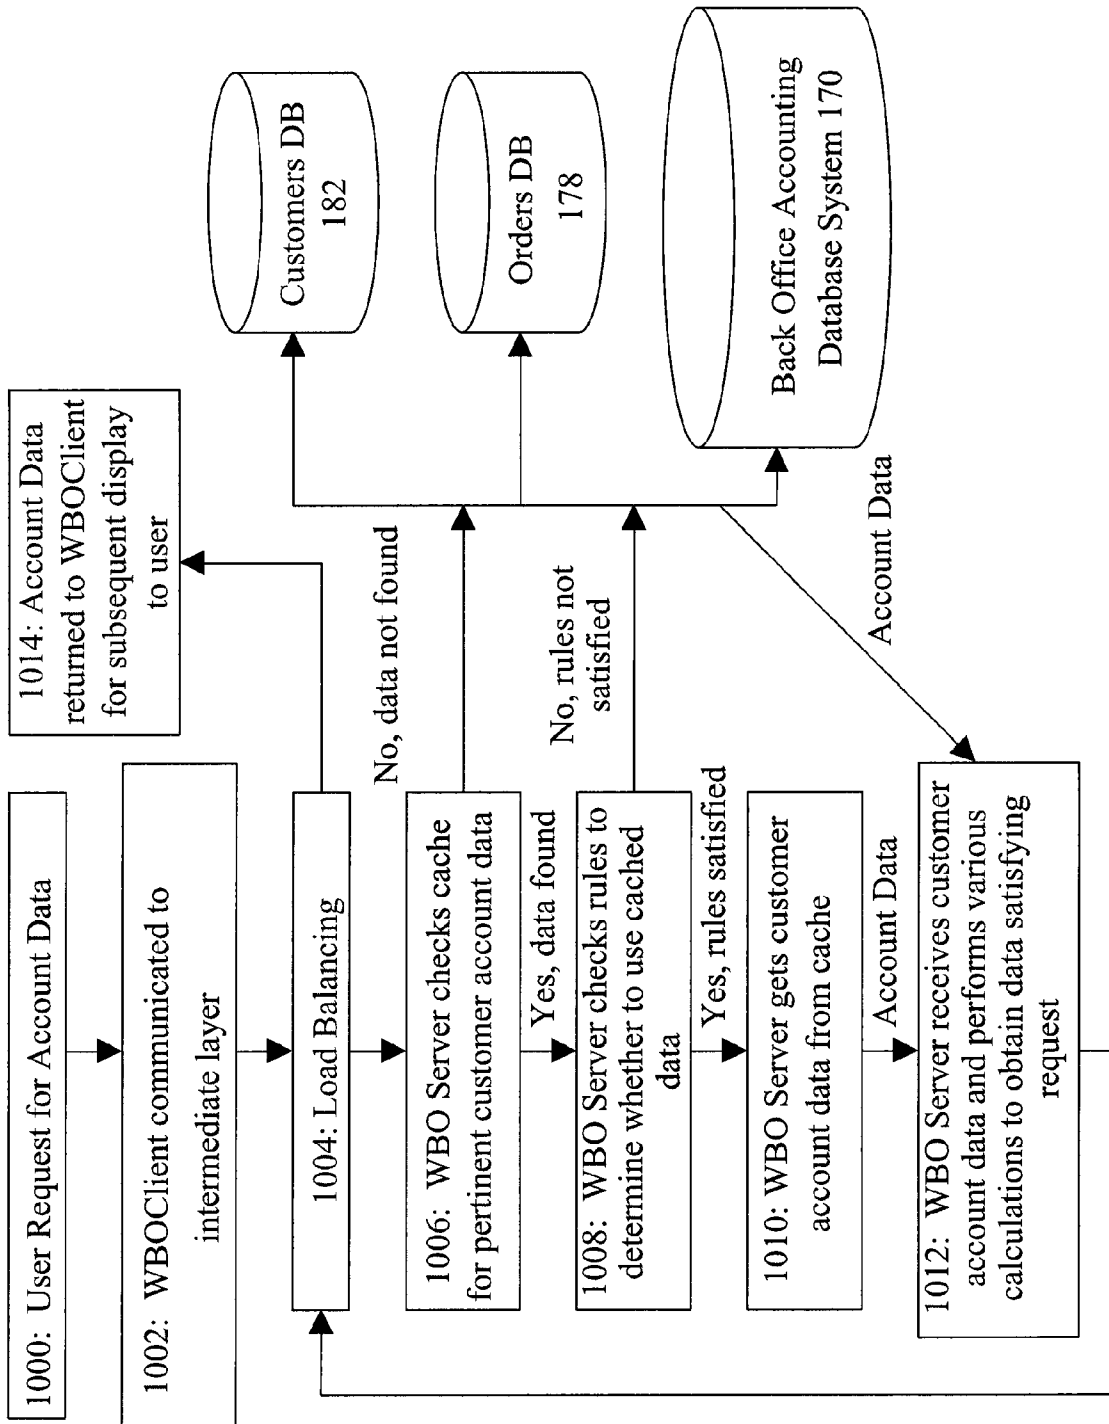 1000: User Request for Account Data
1002: WBOClient communicated to
intermediate layer
1004: Load Balancing
1006: WBO Server checks cache
for pertinent customer account data
Yes, data found
1008: WBO Server checks rules to
determine whether to use cached
data
Yes, rules satisfied
1010: WBO Server gets customer
account data from cache
Account Data
1012: WBO Server receives customer
account data and performs various
calculations to obtain data satisfying
request
1014: Account Data
returned to WBOClient
for subsequent display
to user
No, data not found
No, rules not
satisfied
Account Data
Customers DB
182
Orders DB
178
Back Office Accounting
Database System 170